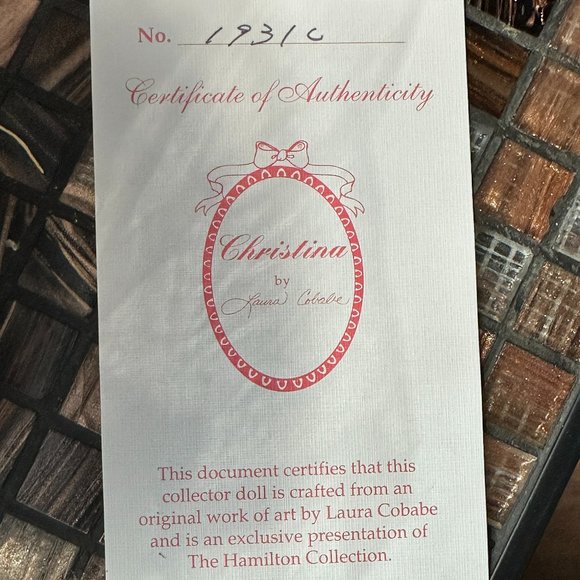 No. 1931C
Certificate of Authenticity
Christina
by
Laura Cobabe
This document certifies that this
collector doll is crafted from an
original work of art by Laura Cobabe
and is an exclusive presentation of
The Hamilton Collection.